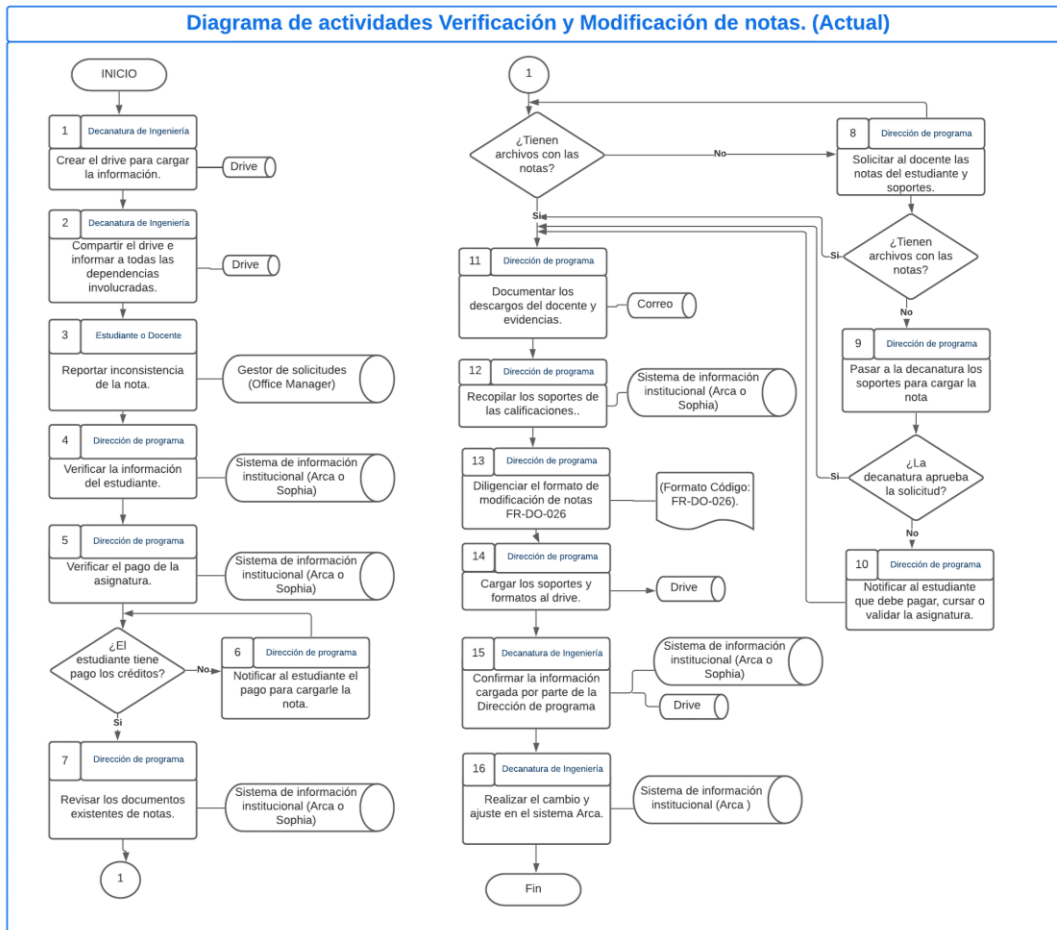 Diagrama de actividades Verificación y Modificación de notas. (Actual)
INICIO
1
Decanatura de Ingeniería
Crear el drive para cargar
la información.
Drive
2
Decanatura de Ingeniería
Compartir el drive e
informar a todas las
dependencias
involucradas.
Drive
3
Estudiante o Docente
Reportar inconsistencia
de la nota.
Gestor de solicitudes
(Office Manager)
4
Dirección de programa
Verificar la información
del estudiante.
Sistema de información
institucional (Arca o
Sophia)
5
Dirección de programa
Verificar el pago de la
asignatura.
Sistema de información
institucional (Arca o
Sophia)
¿El
estudiante tiene
pago los créditos?
No
6
Dirección de programa
Notificar al estudiante el
pago para cargarle la
nota.
Si
7
Dirección de programa
Revisar los documentos
existentes de notas.
Sistema de información
institucional (Arca o
Sophia)
1
1
¿Tienen
archivos con las
notas?
No
8
Dirección de programa
Solicitar al docente las
notas del estudiante y
soportes.
Si
¿Tienen
archivos con las
notas?
Si
No
9
Dirección de programa
Pasar a la decanatura los
soportes para cargar la
nota
¿La
decanatura aprueba
la solicitud?
Si
No
10
Dirección de programa
Notificar al estudiante
que debe pagar, cursar o
validar la asignatura.
11
Dirección de programa
Documentar los
descargos del docente y
evidencias.
Correo
12
Dirección de programa
Recopilar los soportes de
las calificaciones..
Sistema de información
institucional (Arca o
Sophia)
13
Dirección de programa
Diligenciar el formato de
modificación de notas
FR-DO-026
(Formato Código:
FR-DO-026).
14
Dirección de programa
Cargar los soportes y
formatos al drive.
Drive
15
Decanatura de Ingeniería
Confirmar la información
cargada por parte de la
Dirección de programa
Sistema de información
institucional (Arca o
Sophia)
Drive
16
Decanatura de Ingeniería
Realizar el cambio y
ajuste en el sistema Arca.
Sistema de información
institucional (Arca )
Fin